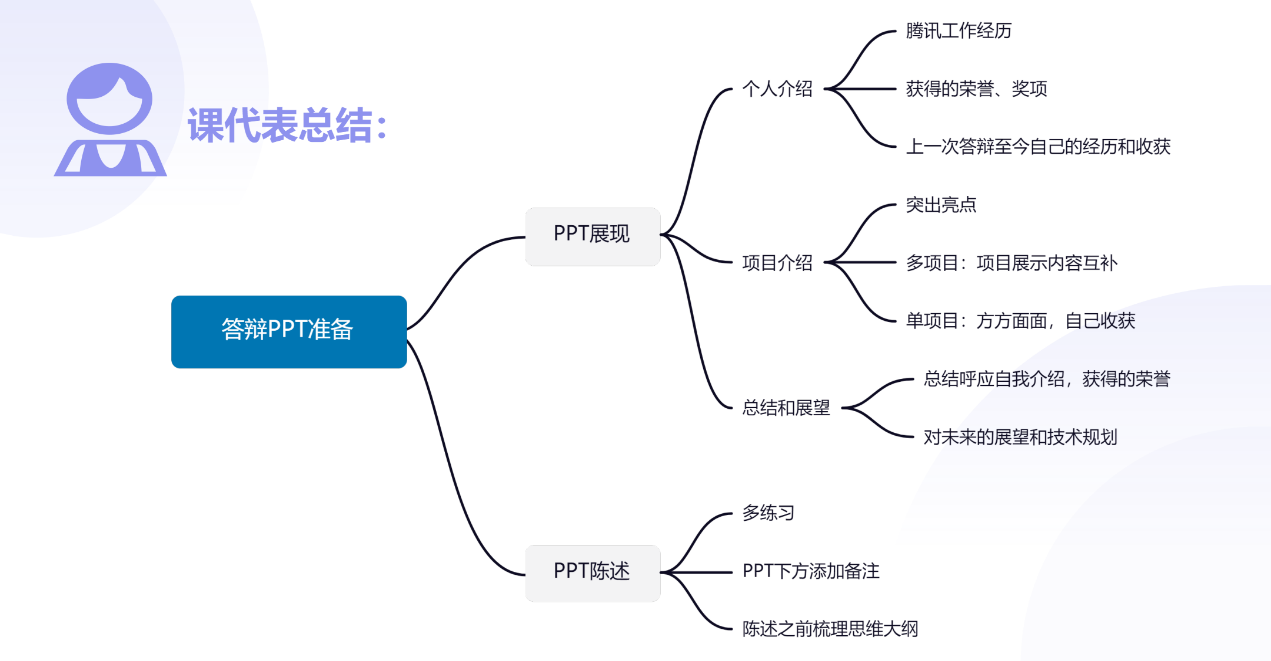 课代表总结：
答辩PPT准备
PPT展现
个人介绍
腾讯工作经历
获得的荣誉、奖项
上一次答辩至今自己的经历和收获
项目介绍
突出亮点
多项目：项目展示内容互补
单项目：方方面面，自己收获
总结和展望
总结呼应自我介绍，获得的荣誉
对未来的展望和技术规划
PPT陈述
多练习
PPT下方添加备注
陈述之前梳理思维大纲